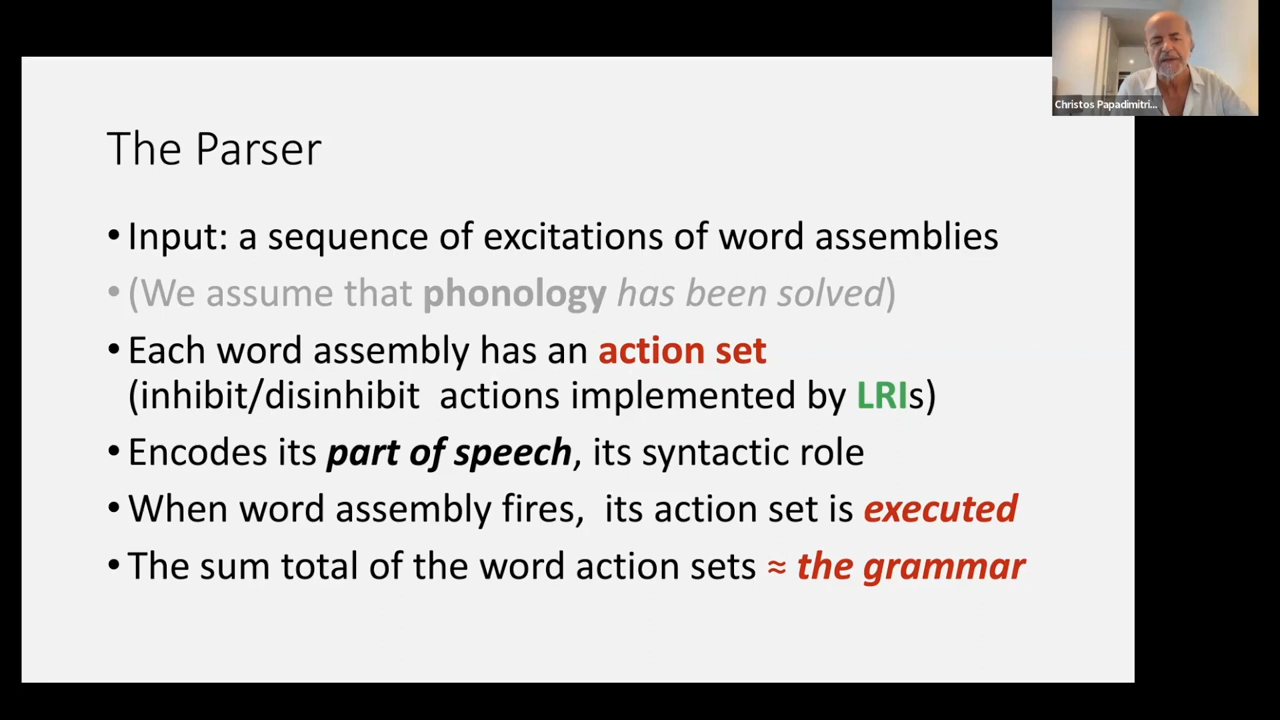 Christos Papadimitri...
The Parser
•Input: a sequence of excitations of word assemblies
•(We assume that phonology has been solved)
•Each word assembly has an action set
(inhibit/disinhibit actions implemented by LRIs)
•Encodes its part of speech, its syntactic role
•When word assembly fires, its action set is executed
•The sum total of the word action sets ≈ the grammar